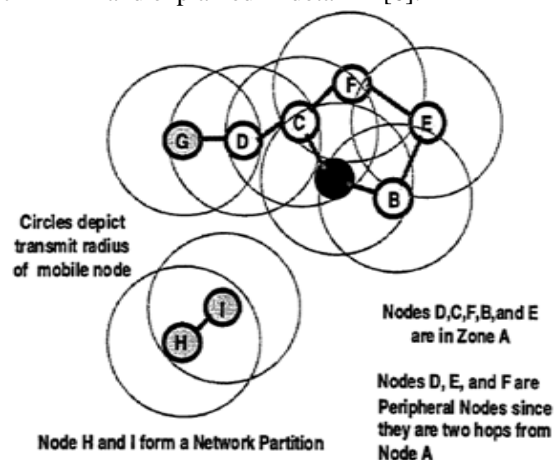 F
C
E
G
D
B
Circles depict
transmit radius
of mobile node
I
H
Nodes D,C,F,B,and E
are in Zone A
Nodes D, E, and F are
Peripheral Nodes since
they are two hops from
Node A
Node H and I form a Network Partition